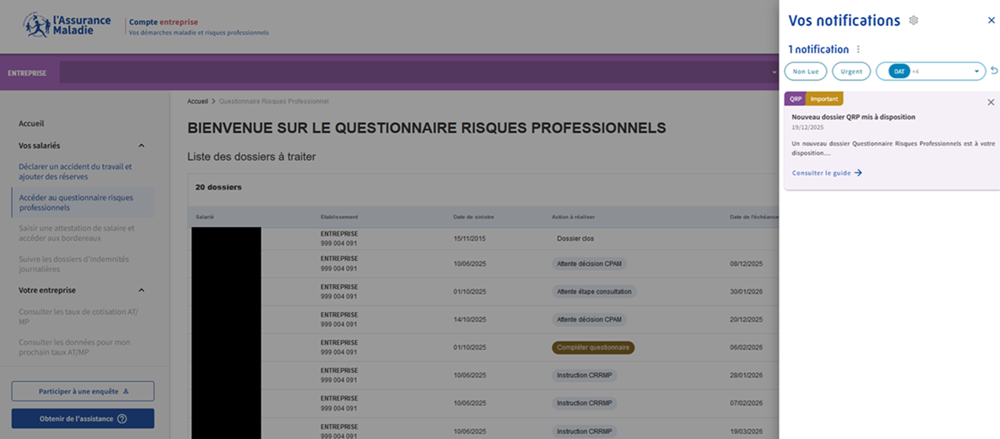 l'Assurance
Maladie
Compte entreprise
Vos démarches maladie et risques professionnels
ENTREPRISE
Accueil
Vos salariés
Déclarer un accident du travail et
ajouter des réserves
Accéder au questionnaire risques
professionnels
Saisir une attestation de salaire et
accéder aux bordereaux
Suivre les dossiers d'indemnités
journalières
Votre entreprise
Consulter les taux de cotisation AT/
MP
Consulter les données pour mon
prochain taux AT/MP
Participer à une enquête
Obtenir de l'assistance
Accueil > Questionnaire Risques Professionnel
BIENVENUE SUR LE QUESTIONNAIRE RISQUES PROFESSIONNELS
Liste des dossiers à traiter
20 dossiers
Salarié Etablissement Date de sinistre Action à réaliser Date de l'échéance
ENTREPRISE
999 004 091 15/11/2015 Dossier clos
ENTREPRISE
999 004 091 10/06/2025 Attente décision CPAM 08/12/2025
ENTREPRISE
999 004 091 01/10/2025 Attente étape consultation 30/01/2026
ENTREPRISE
999 004 091 14/10/2025 Attente décision CPAM 20/12/2025
ENTREPRISE
999 004 091 01/10/2025 Compléter questionnaire 06/02/2026
ENTREPRISE
999 004 091 10/06/2025 Instruction CRRMP 28/01/2026
ENTREPRISE
999 004 091 10/06/2025 Instruction CRRMP 07/02/2026
ENTREPRISE
999 004 091 10/06/2025 Instruction CRRMP 19/03/2026
Vos notifications
1 notification
Non Lue Urgent DAT +4
QRP Important
Nouveau dossier QRP mis à disposition
19/12/2025
Un nouveau dossier Questionnaire Risques Professionnels est à votre
disposition....
Consulter le guide